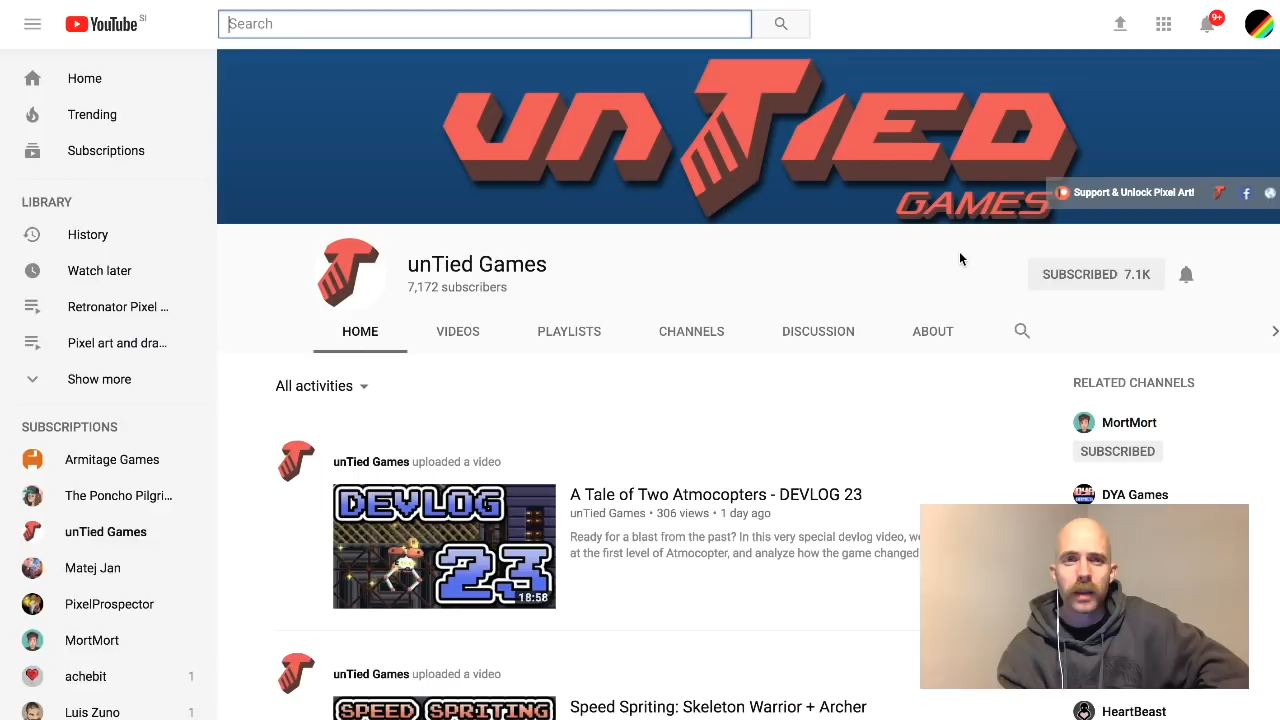 YouTube SI
Search
9+
Home
Trending
Subscriptions
LIBRARY
History
Watch later
Retronator Pixel ...
Pixel art and dra...
Show more
SUBSCRIPTIONS
Armitage Games
The Poncho Pilgri...
unTied Games
Matej Jan
PixelProspector
MortMort
achebit 1
Luis Zuno 1
unTIED
GAMES
Support & Unlock Pixel Art!
unTied Games
7,172 subscribers
SUBSCRIBED 7.1K
HOME VIDEOS PLAYLISTS CHANNELS DISCUSSION ABOUT
All activities
unTied Games uploaded a video
DEVLOG
23
18:58
A Tale of Two Atmocopters - DEVLOG 23
unTied Games • 306 views • 1 day ago
Ready for a blast from the past? In this very special devlog video, we
at the first level of Atmocopter, and analyze how the game changed
unTied Games uploaded a video
SPEED SPRITING
Speed Spriting: Skeleton Warrior + Archer
RELATED CHANNELS
MortMort
SUBSCRIBED
DYA Games
HeartBeast